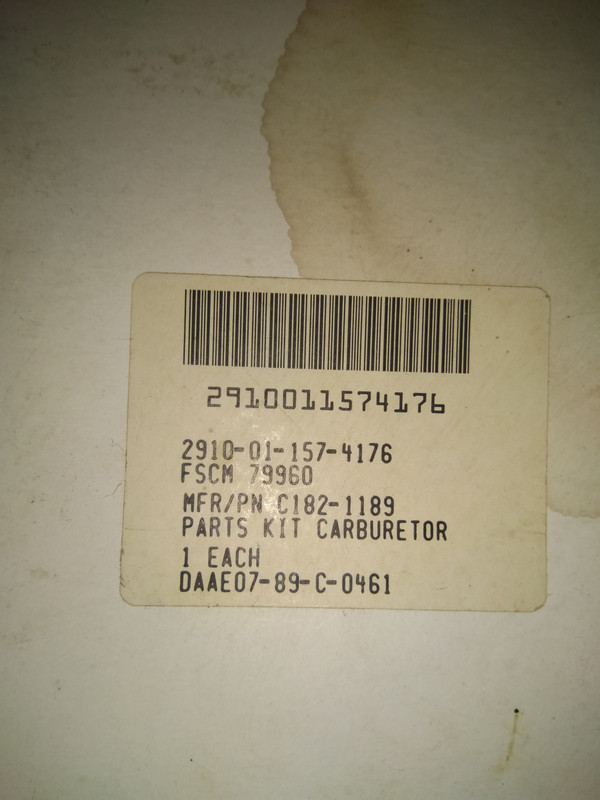 2910011574176
2910-01-157-4176
FSCM 79960
MFR/PN C182-1189
PARTS KIT CARBURETOR
1 EACH
DAAE07-89-C-0461